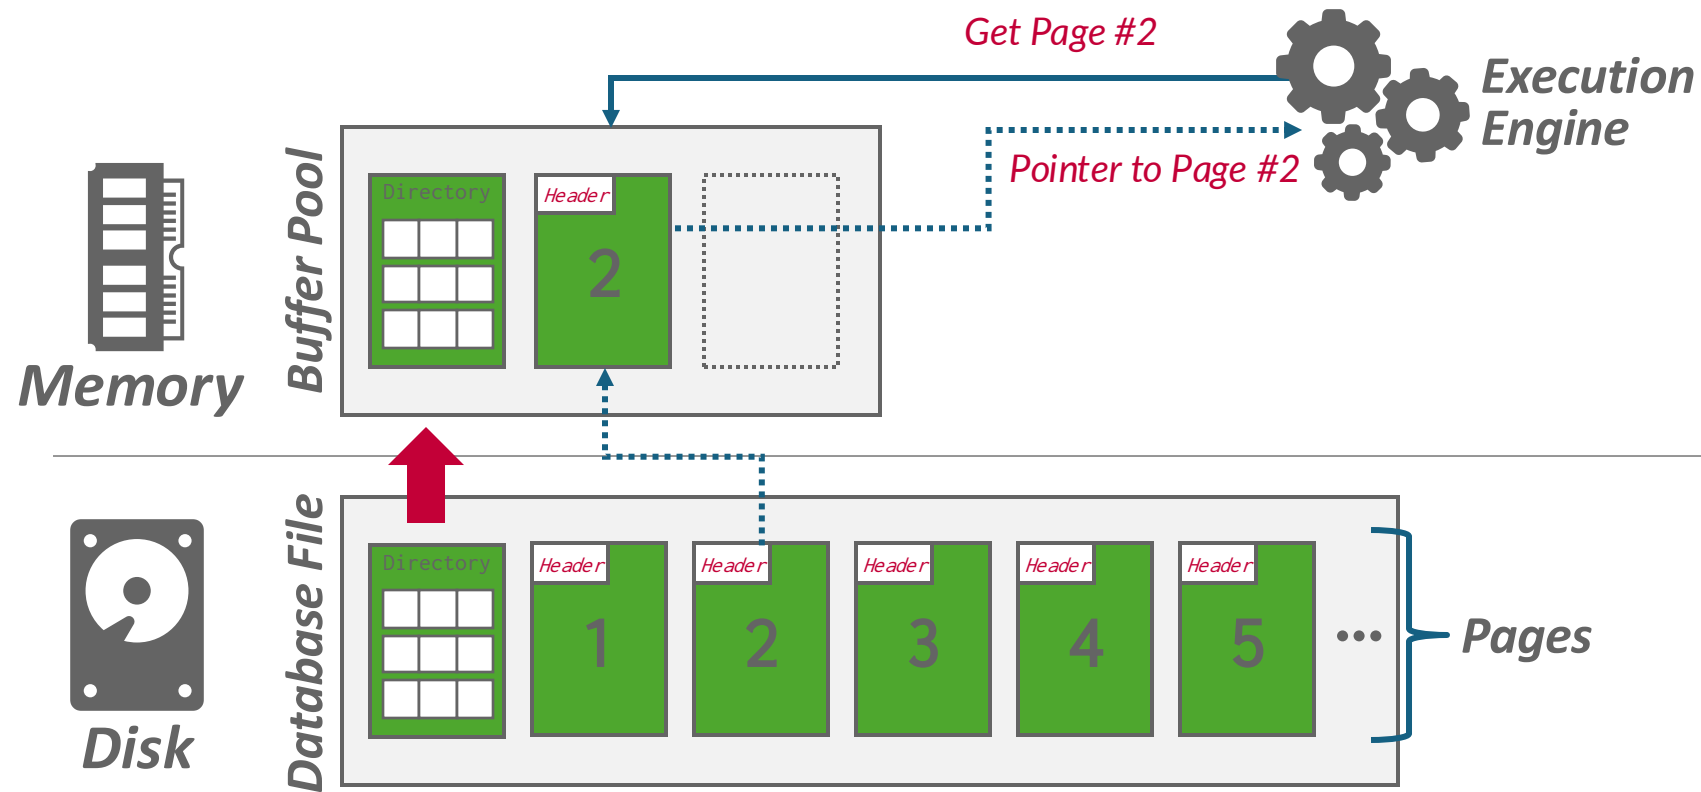 Get Page #2
Execution
Engine
Pointer to Page #2
Buffer Pool
Directory
Header
2
Memory
Database File
Directory
Header
1
Header
2
Header
3
Header
4
Header
5
...
Pages
Disk